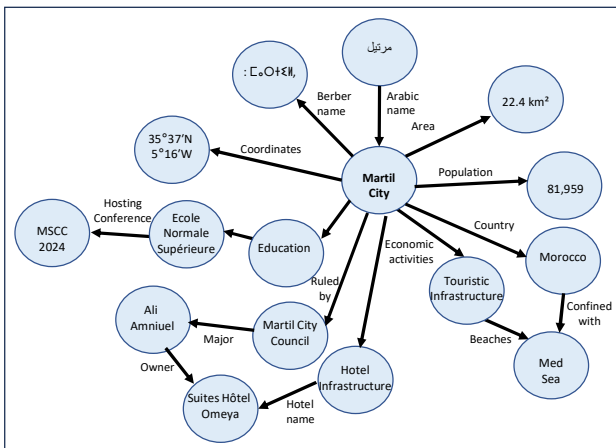 مرتيل
: ⵎⴰⵔⵜⵉⵍ,
Berber
name
Arabic
name
Area
22.4 km²
35°37'N
5°16'W
Coordinates
Martil
City
Population
81,959
Hosting
Conference
MSCC
2024
Ecole
Normale
Supérieure
Education
Ruled
by
Economic
activities
Country
Morocco
Touristic
Infrastructure
Confined
with
Ali
Amniuel
Major
Martil City
Council
Beaches
Owner
Hotel
Infrastructure
Med
Sea
Suites Hôtel
Omeya
Hotel
name